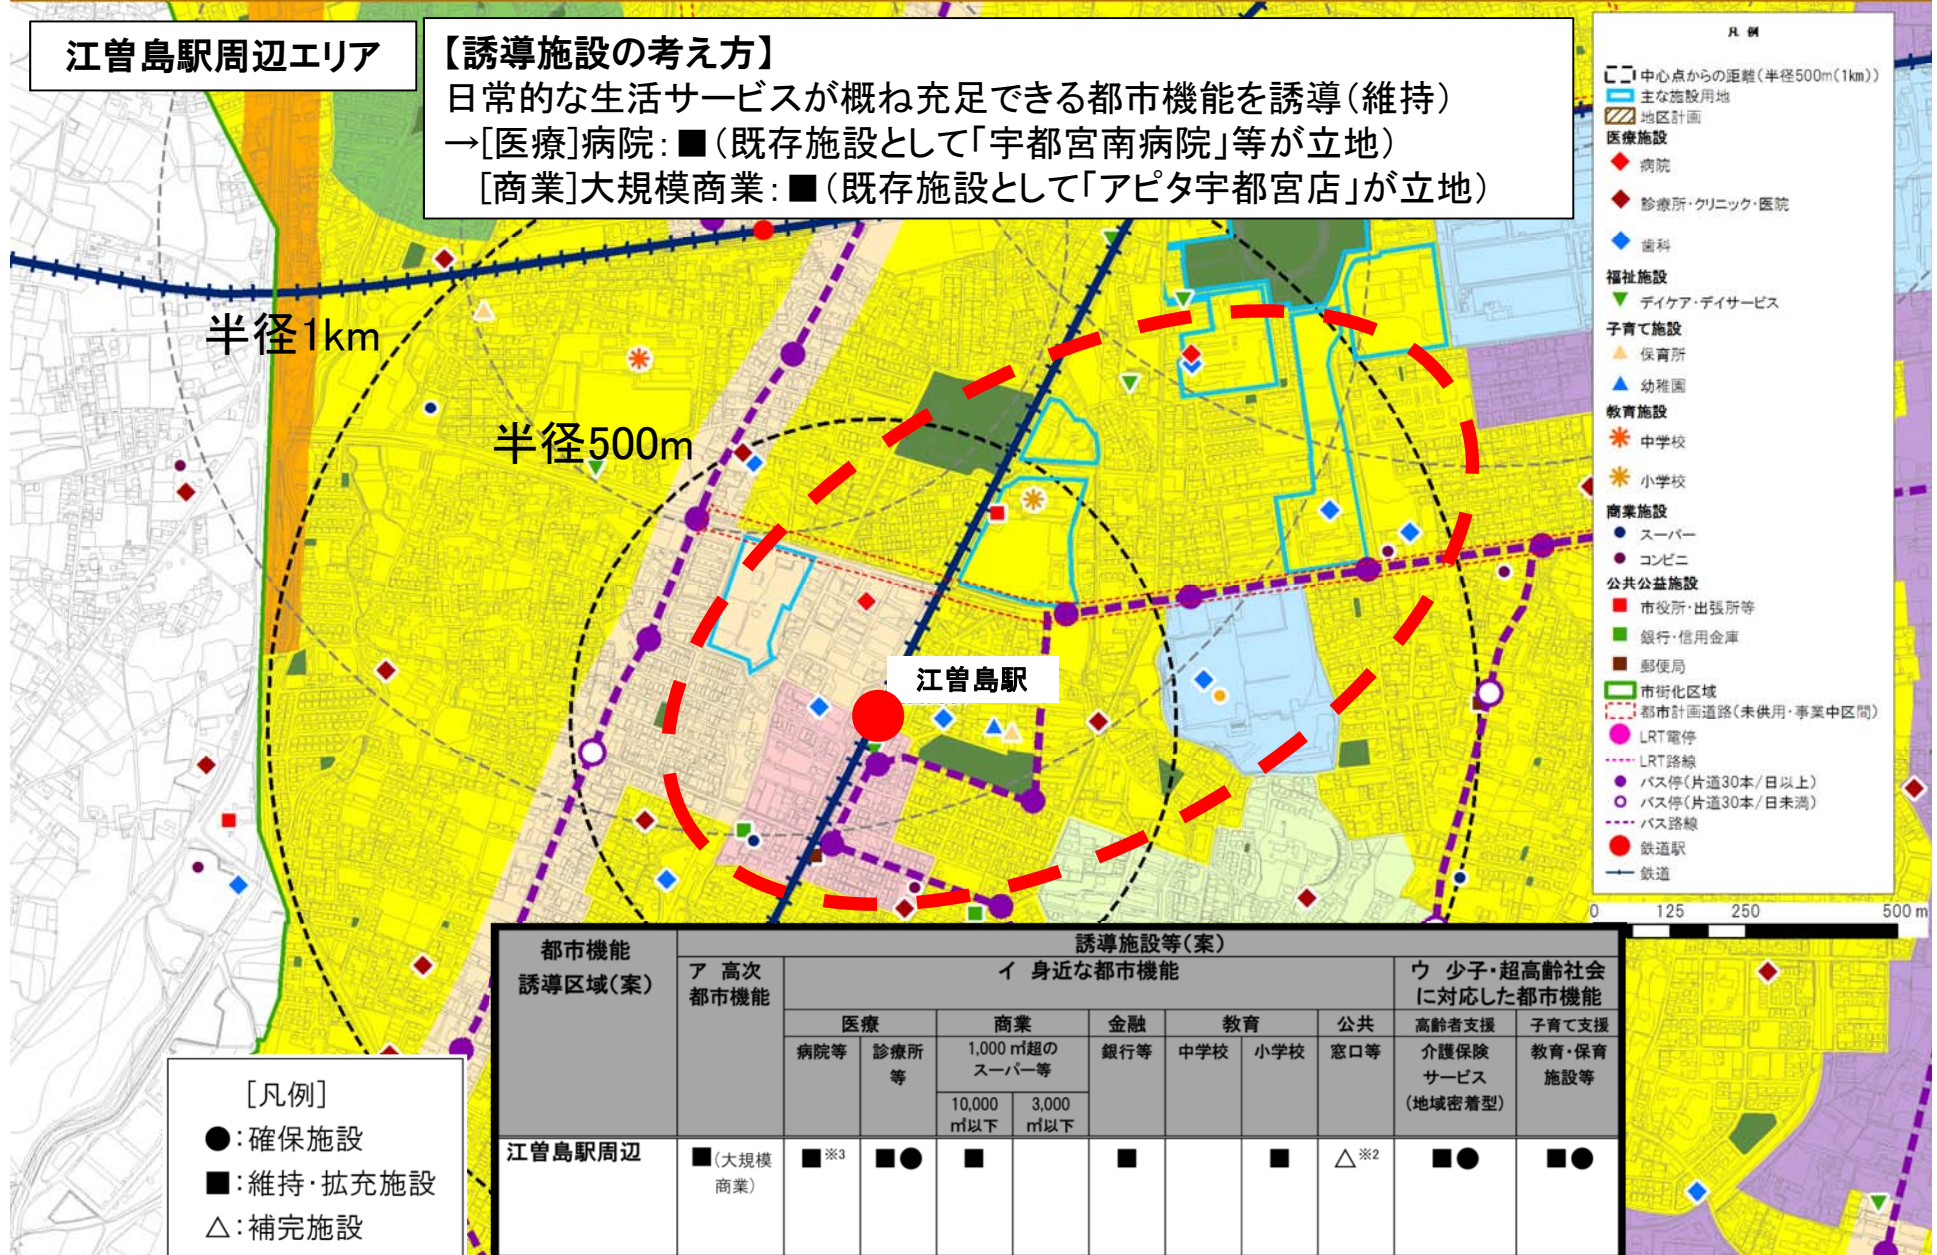 江曽島駅周辺エリア
【誘導施設の考え方】
日常的な生活サービスが概ね充足できる都市機能を誘導(維持)
→[医療]病院:■(既存施設として「宇都宮南病院」等が立地)
[商業]大規模商業:■(既存施設として「アピタ宇都宮店」が立地)
半径1km
半径500m
江曽島駅
凡 例
中心点からの距離(半径500m(1km))
主な施設用地
地区計画
医療施設
病院
診療所・クリニック・医院
歯科
福祉施設
デイケア・デイサービス
子育て施設
保育所
幼稚園
教育施設
中学校
小学校
商業施設
スーパー
コンビニ
公共公益施設
市役所・出張所等
銀行・信用金庫
郵便局
市街化区域
都市計画道路(未供用・事業中区間)
LRT電停
LRT路線
バス停(片道30本/日以上)
バス停(片道30本/日未満)
バス路線
鉄道駅
鉄道
0 125 250 500 m
[凡例]
●:確保施設
■:維持・拡充施設
△:補完施設
都市機能
誘導区域(案)
誘導施設等(案)
ア 高次
都市機能
イ 身近な都市機能
ウ 少子・超高齢社会
に対応した都市機能
医療 商業 金融 教育 公共 高齢者支援 子育て支援
病院等
診療所
等
1,000 ㎡超の
スーパー等
10,000
㎡以下
3,000
㎡以下
銀行等
中学校
小学校
窓口等
介護保険
サービス
(地域密着型)
教育・保育
施設等
江曽島駅周辺
■(大規模
商業)
■※3 ■● ■ ■ ■ △※2 ■● ■●